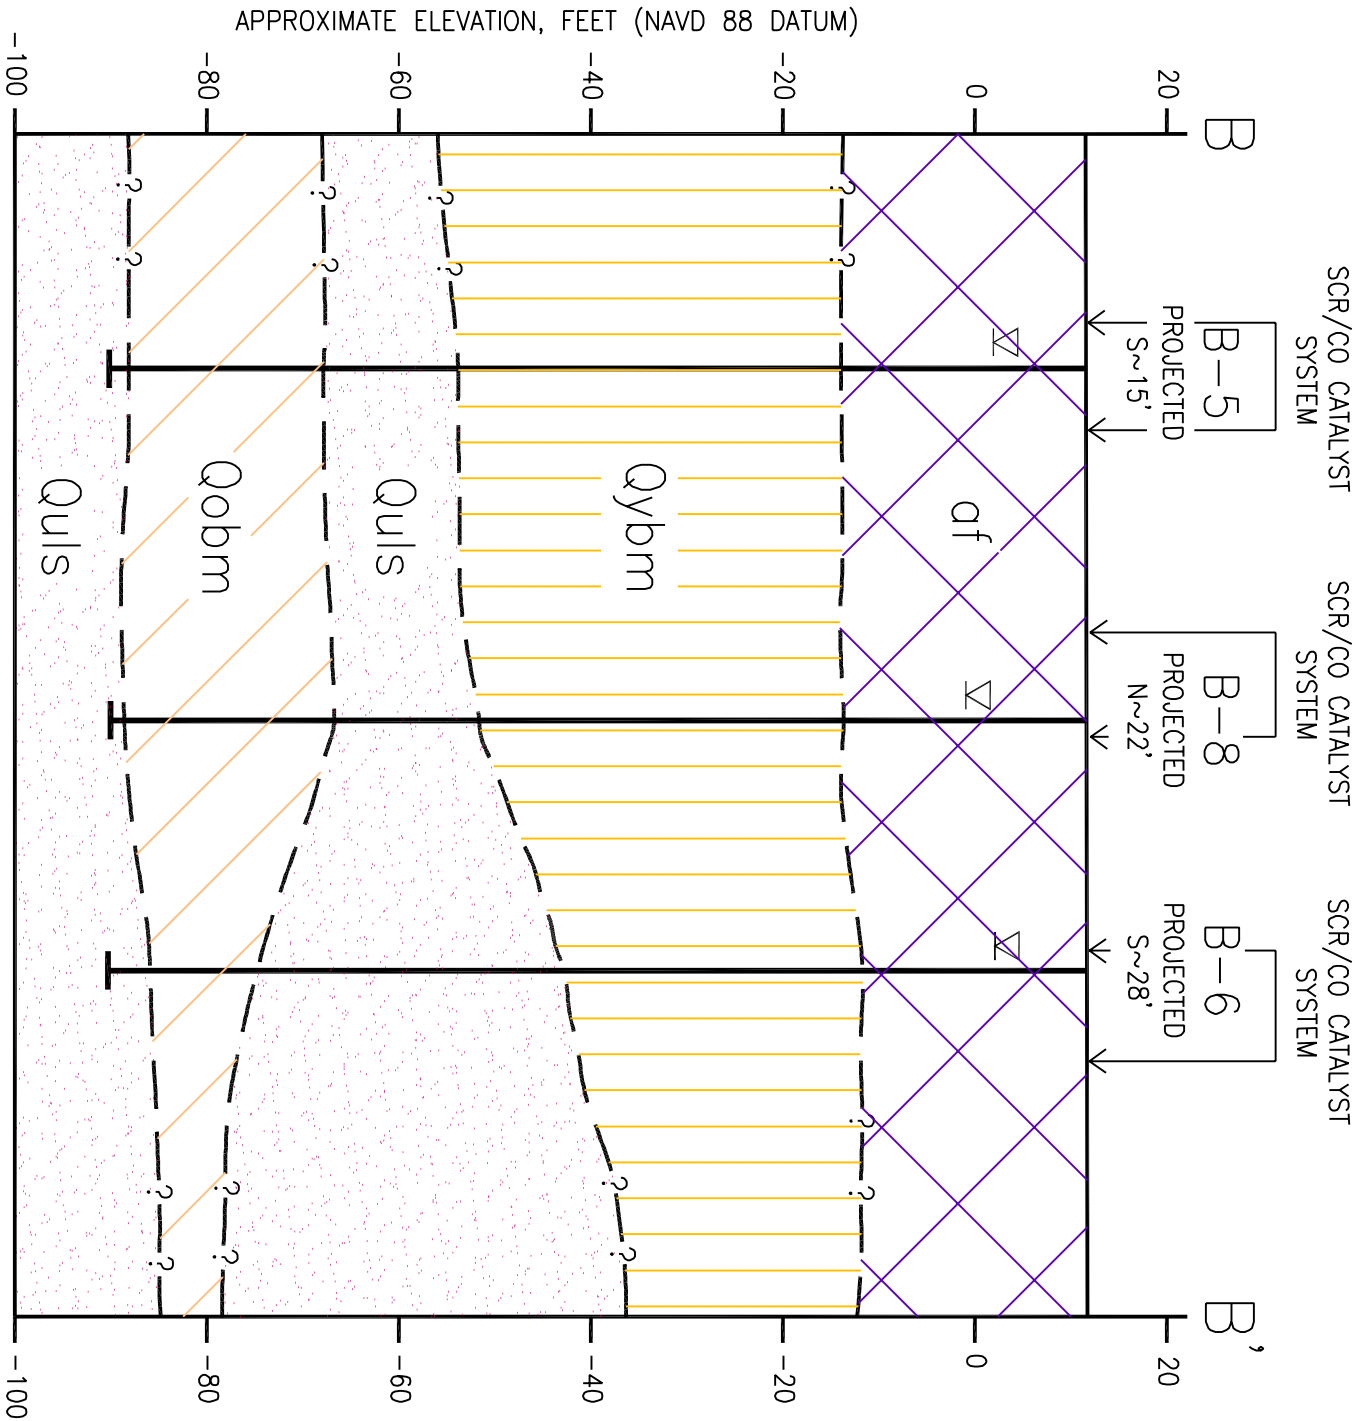 B
B'
SCR/CO CATALYST
SYSTEM
SCR/CO CATALYST
SYSTEM
SCR/CO CATALYST
SYSTEM
B-5
PROJECTED
S~15'
B-8
PROJECTED
N~22'
B-6
PROJECTED
S~28'
APPROXIMATE ELEVATION, FEET (NAVD 88 DATUM)
20
0
-20
-40
-60
-80
-100
20
0
-20
-40
-60
-80
-100
af
? ?
? ?
Qybm
? ?
? ?
Quls
? ?
? ?
Qobm
? ?
? ?
Quls